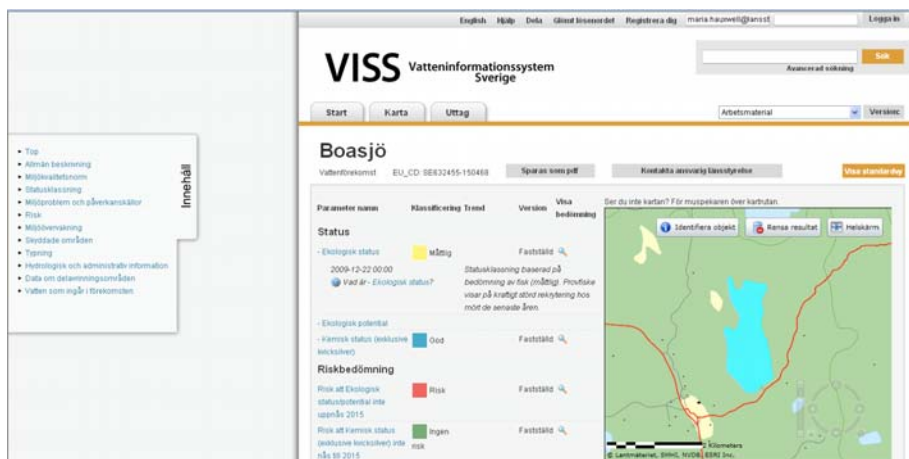 English Hjälp Dela Glömt lösenordet Registrera dig maria.hauxwell@lansst Logga in
VISS Vatteninformationssystem
Sverige
Sök
Avancerad sökning
Start Karta Uttag
Arbetsmaterial Version:
Innehåll
Top
Allmän beskrivning
Miljökvalitetsnorm
Statusklassning
Miljöproblem och påverkanskällor
Risk
Miljöövervakning
Skyddade områden
Typning
Hydrologisk och administrativ information
Data om delavrinningsområden
Vatten som ingår i förekomsten
Boasjö
Vattenförekomst EU_CD: SE632455-150468 Sparas som pdf Kontakta ansvarig länsstyrelse Visa standardvy
Parameter namn Klassificering Trend Version Visa
bedömning
Status
- Ekologisk status Måttlig Fastställd
2009-12-22 00:00 Statusklassning baserad på
Vad är - Ekologisk status? bedömning av fisk (måttlig). Provfiske
visar på kraftigt störd rekrytering hos
mört de senaste åren.
- Ekologisk potential
- Kemisk status (exklusive God Fastställd
kvicksilver)
Riskbedömning
Risk att Ekologisk Risk Fastställd
status/potential inte
uppnås 2015
Risk att Kemisk status Ingen Fastställd
(exklusive kvicksilver) inte risk
nås till 2015
Ser du inte kartan? För muspekaren över kartrutan.
Identifiera objekt Rensa resultat Helskärm
Kilometers
© Lantmäteriet, SMHI, NVDB, ESRI Inc.